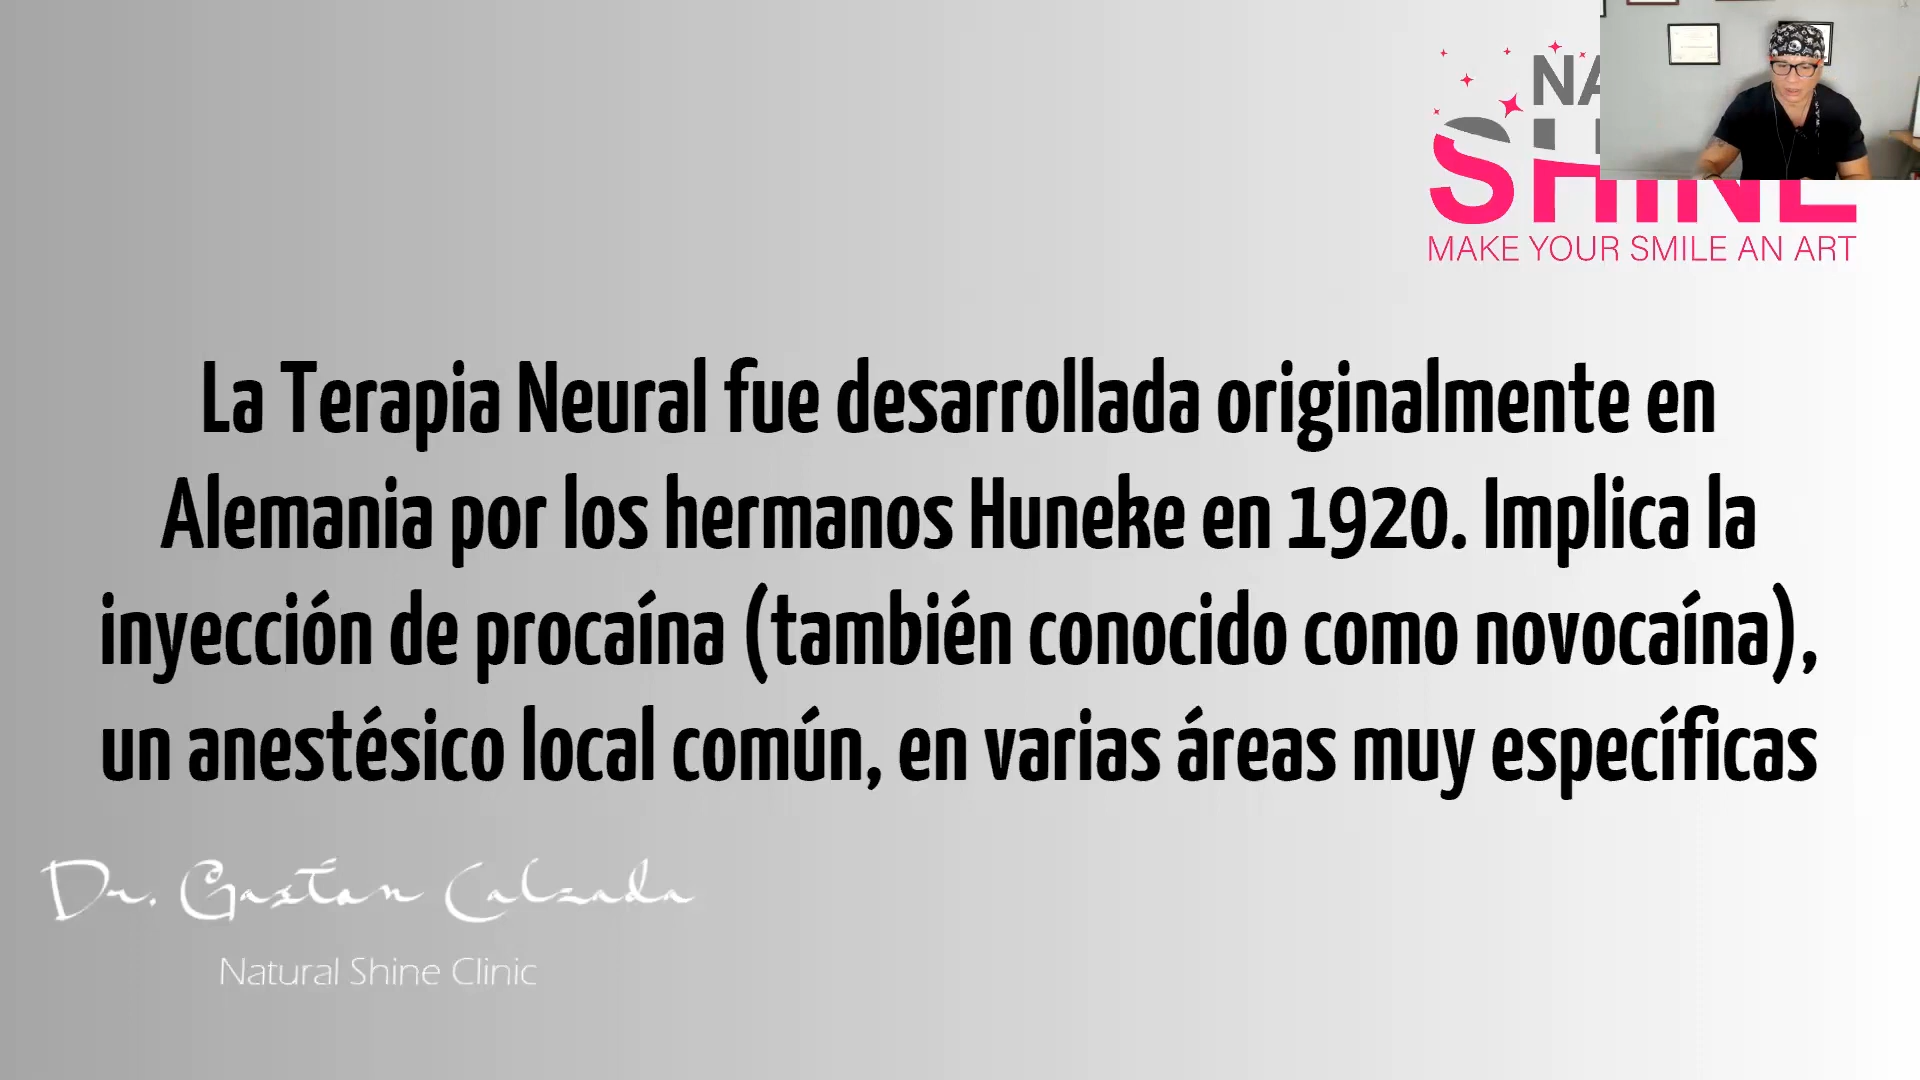 NA
SHINE
MAKE YOUR SMILE AN ART
La Terapia Neural fue desarrollada originalmente en
Alemania por los hermanos Huneke en 1920. Implica la
inyección de procaína (también conocido como novocaína),
un anestésico local común, en varias áreas muy específicas
Dr. Gastan Calzada
Natural Shine Clinic